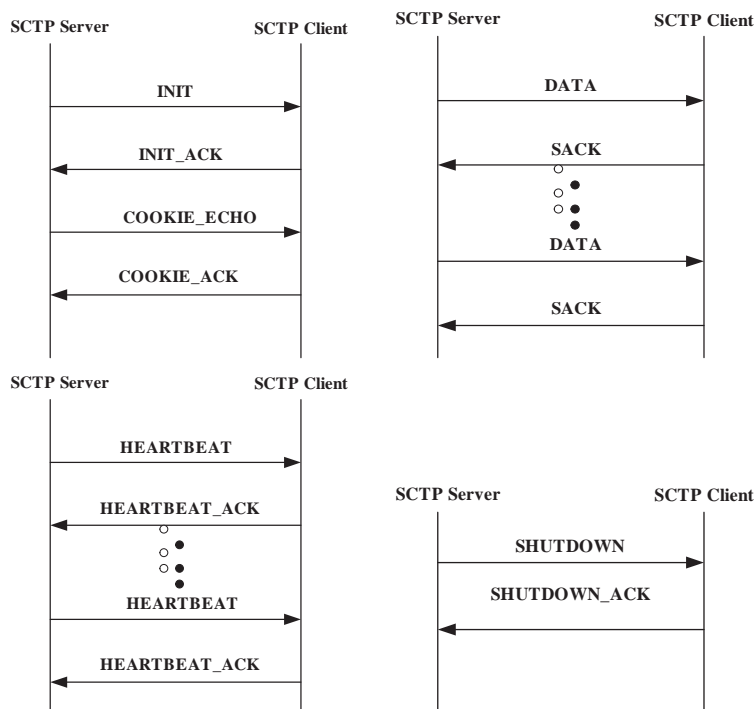 SCTP Server SCTP Client
INIT
INIT_ACK
COOKIE_ECHO
COOKIE_ACK
SCTP Server SCTP Client
DATA
SACK
DATA
SACK
SCTP Server SCTP Client
HEARTBEAT
HEARTBEAT_ACK
HEARTBEAT
HEARTBEAT_ACK
SCTP Server SCTP Client
SHUTDOWN
SHUTDOWN_ACK